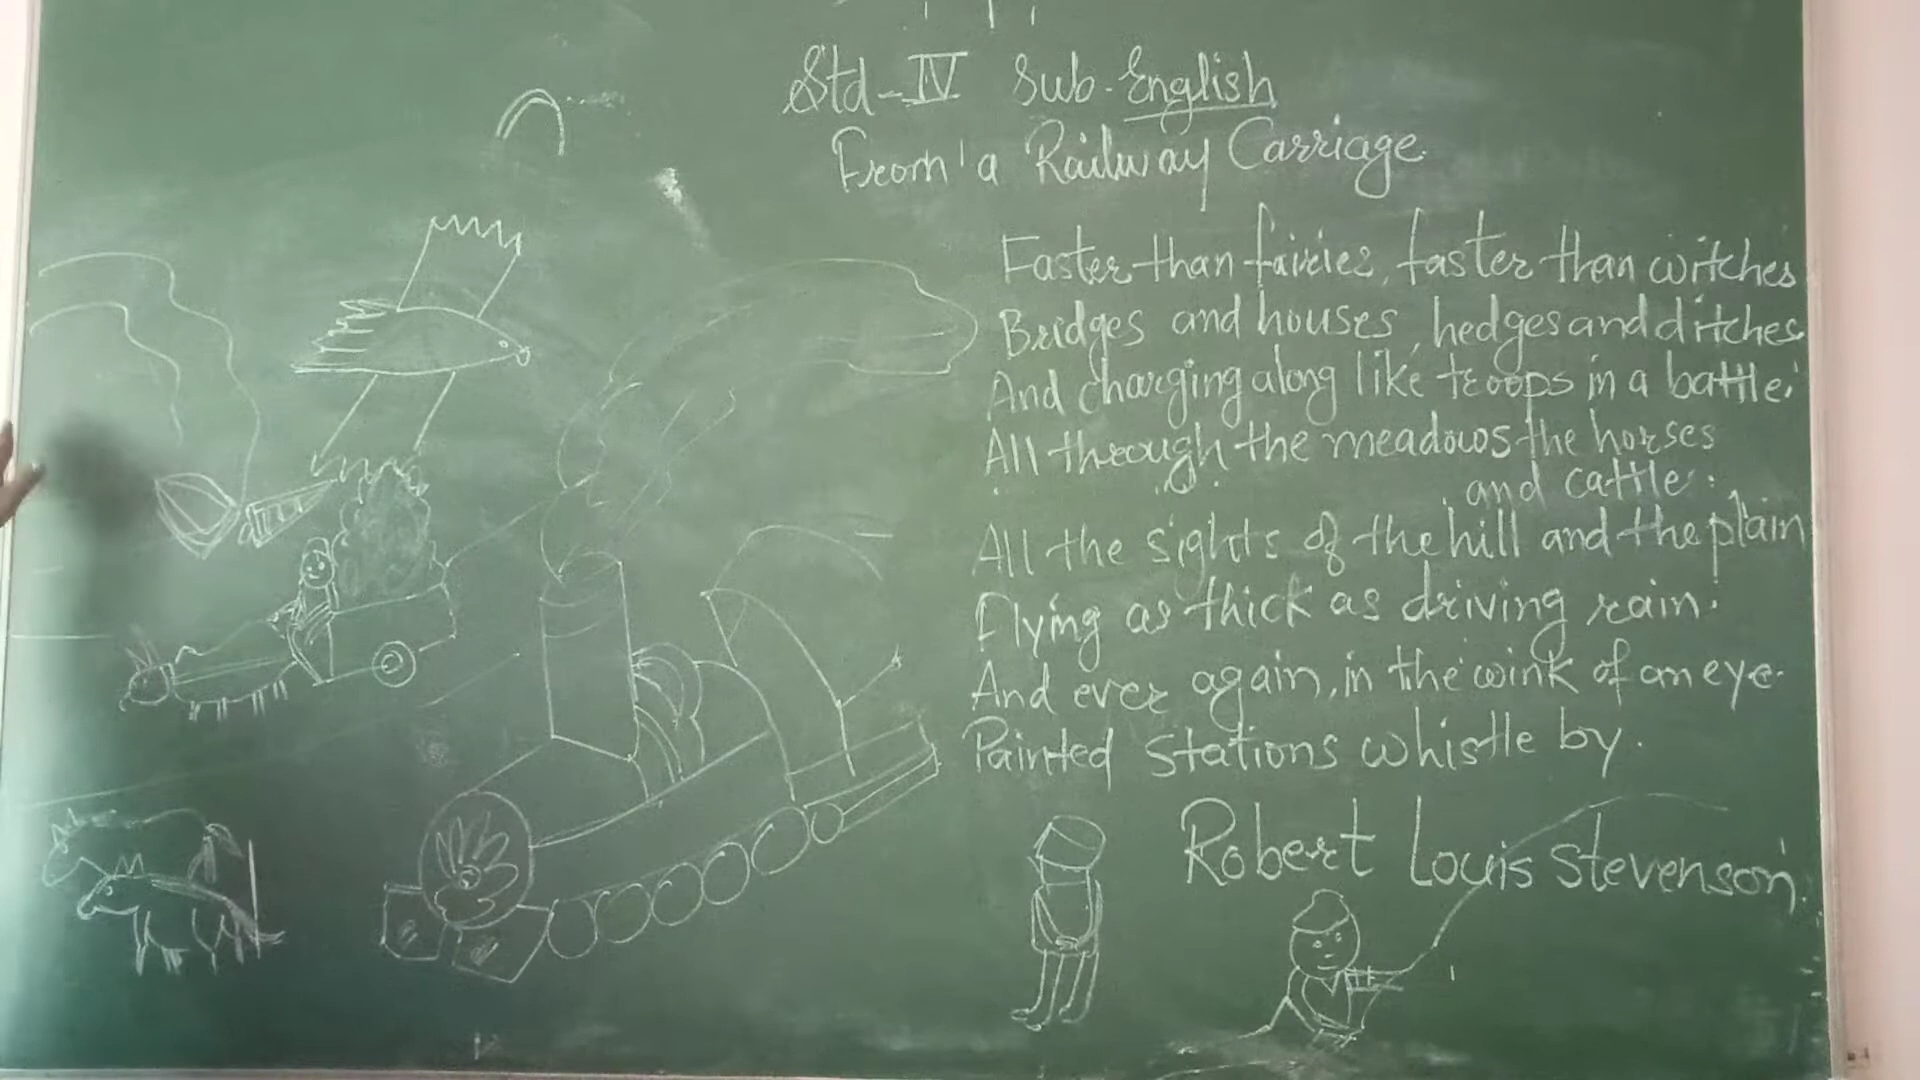 Std-IV Sub-English
From a Railway Carriage
Faster than fairies, faster than witches
Bridges and houses, hedges and ditches
And charging along like troops in a battle.
All through the meadows the horses
and cattle.
All the sights of the hill and the plain
Flying as thick as driving rain.
And ever again, in the wink of an eye.
Painted Stations whistle by.
Robert Louis Stevenson.